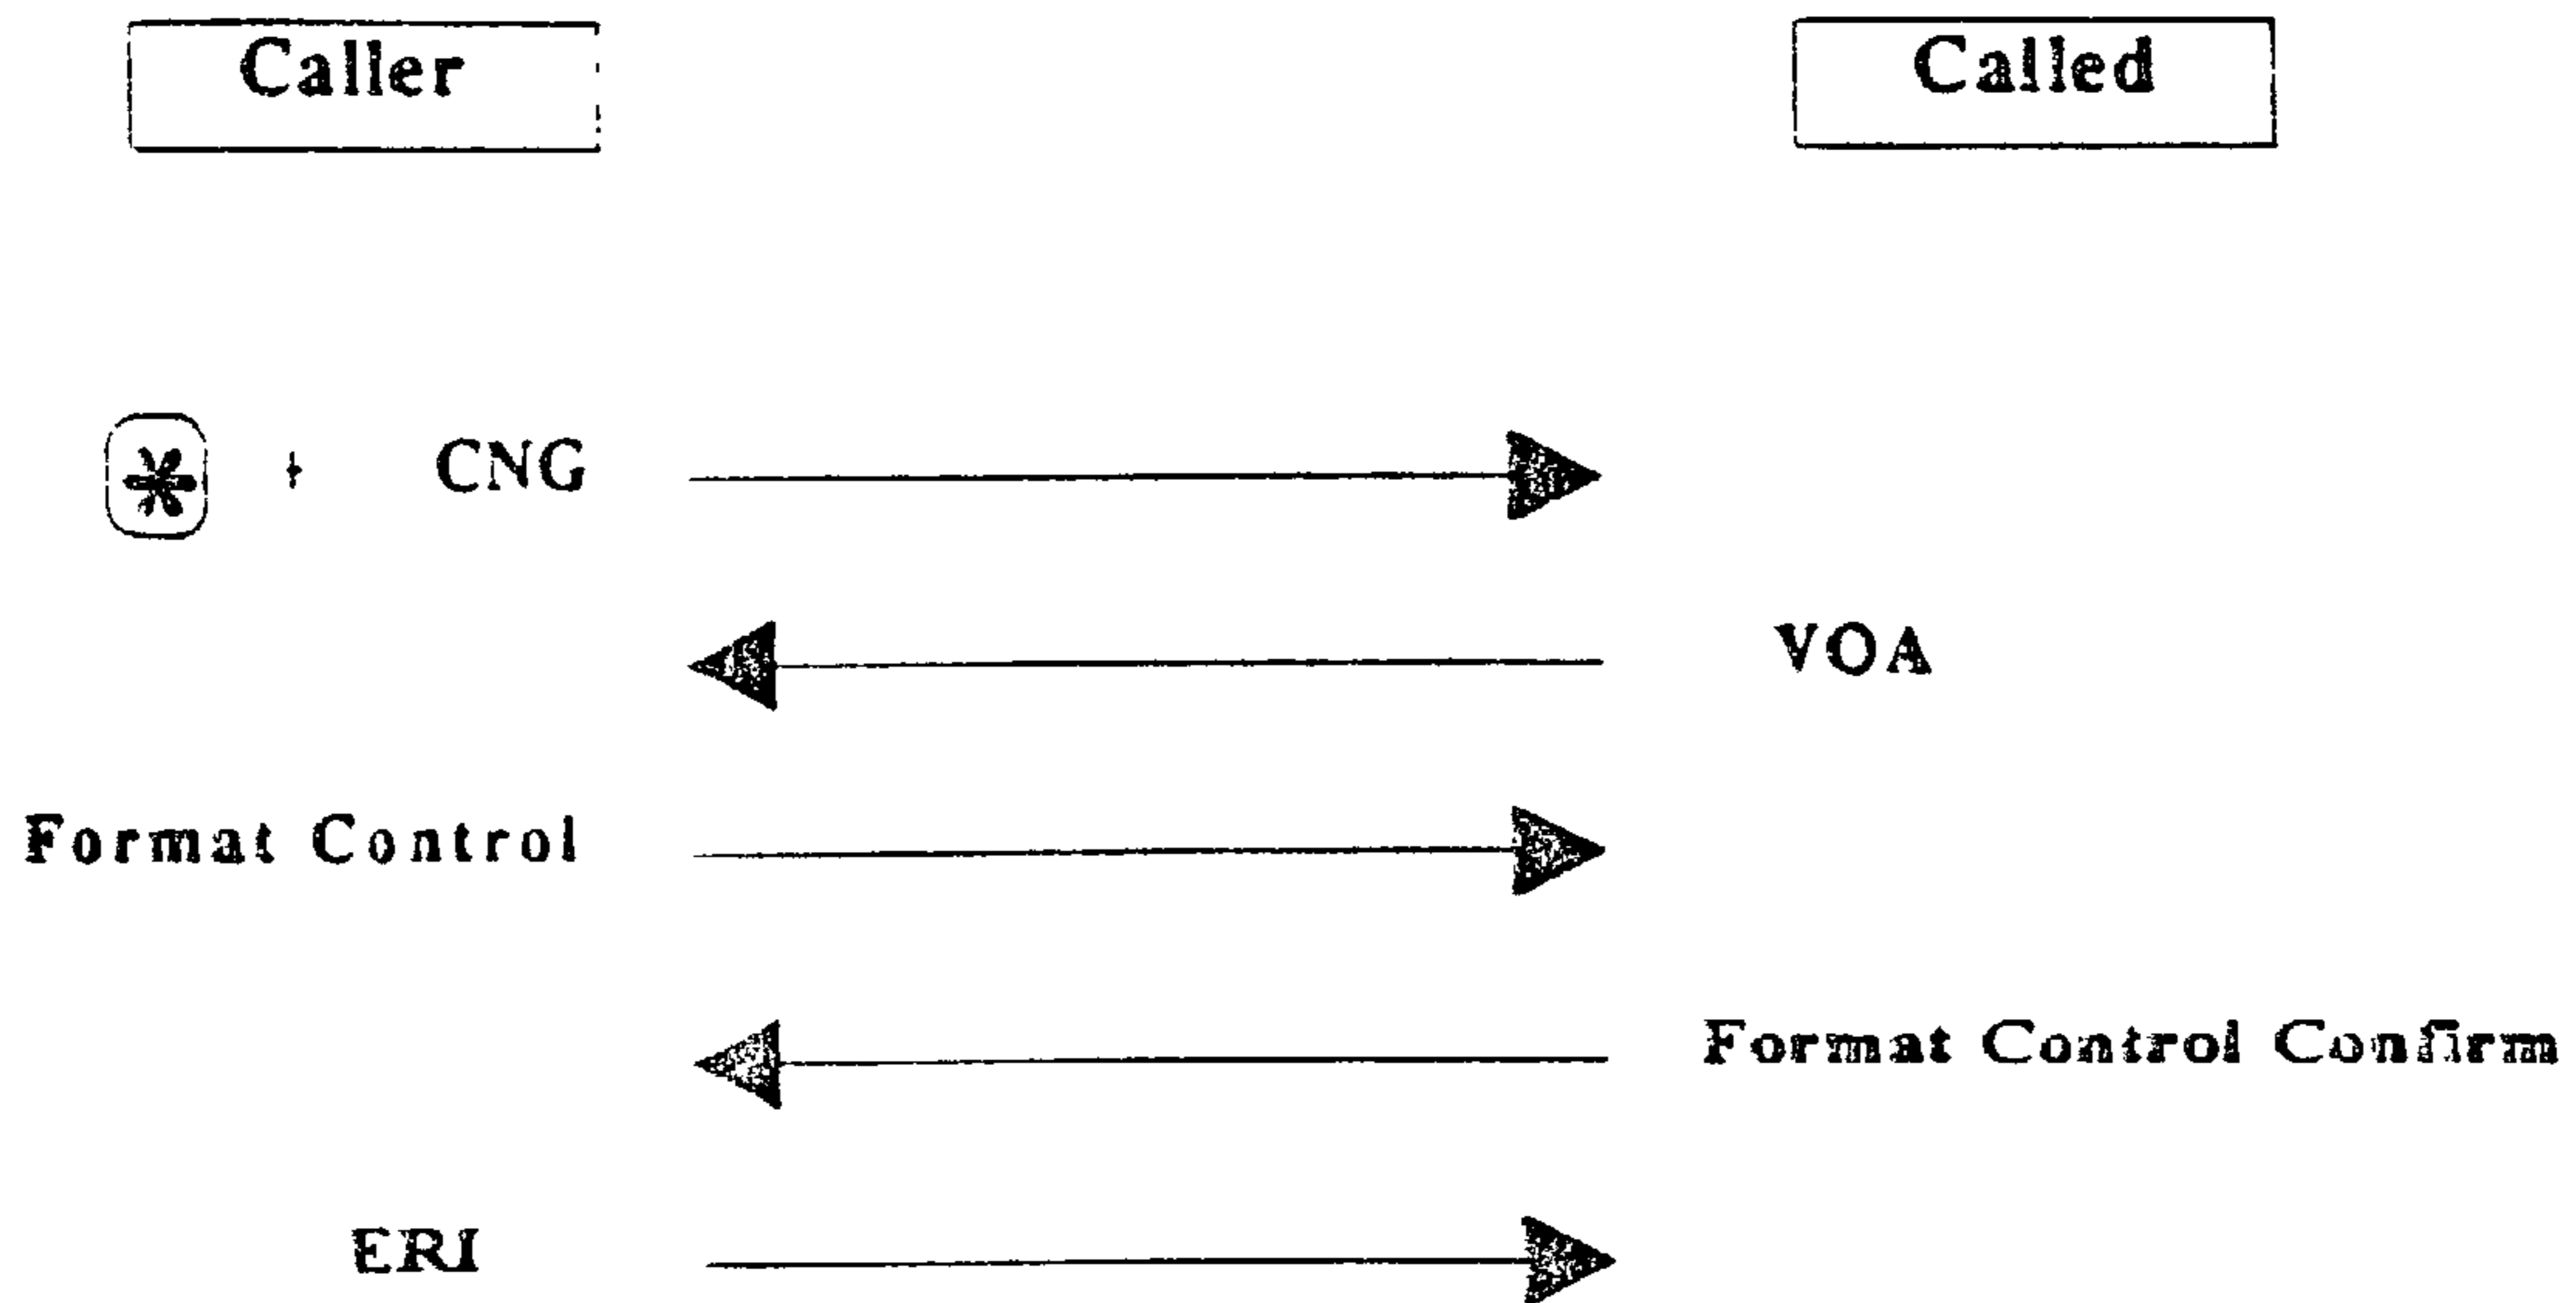 Caller Called
* + CNG
VOA
Format Control
Format Control Confirm
ERI